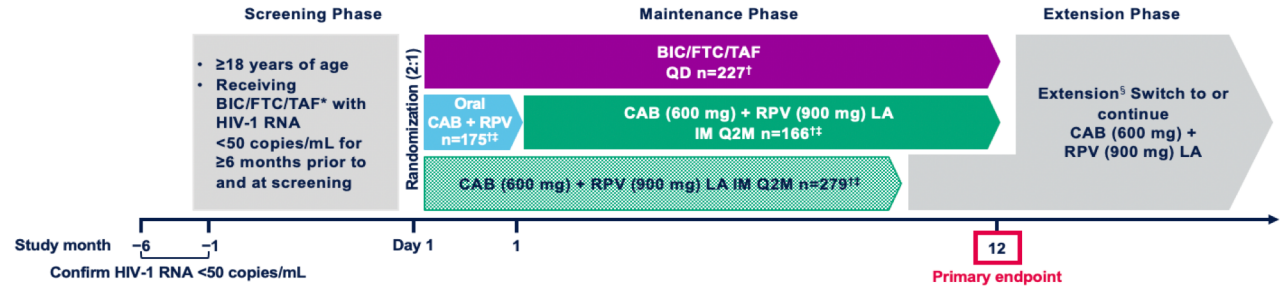 Screening Phase
Maintenance Phase
Extension Phase
• ≥18 years of age
• Receiving
BIC/FTC/TAF* with
HIV-1 RNA
<50 copies/mL for
≥6 months prior to
and at screening
Randomization (2:1)
BIC/FTC/TAF
QD n=227†
Oral
CAB + RPV
n=175†‡
CAB (600 mg) + RPV (900 mg) LA
IM Q2M n=166†‡
CAB (600 mg) + RPV (900 mg) LA IM Q2M n=279†‡
Extension§ Switch to or
continue
CAB (600 mg) +
RPV (900 mg) LA
Study month
−6
−1
Day 1
1
12
Confirm HIV-1 RNA <50 copies/mL
Primary endpoint